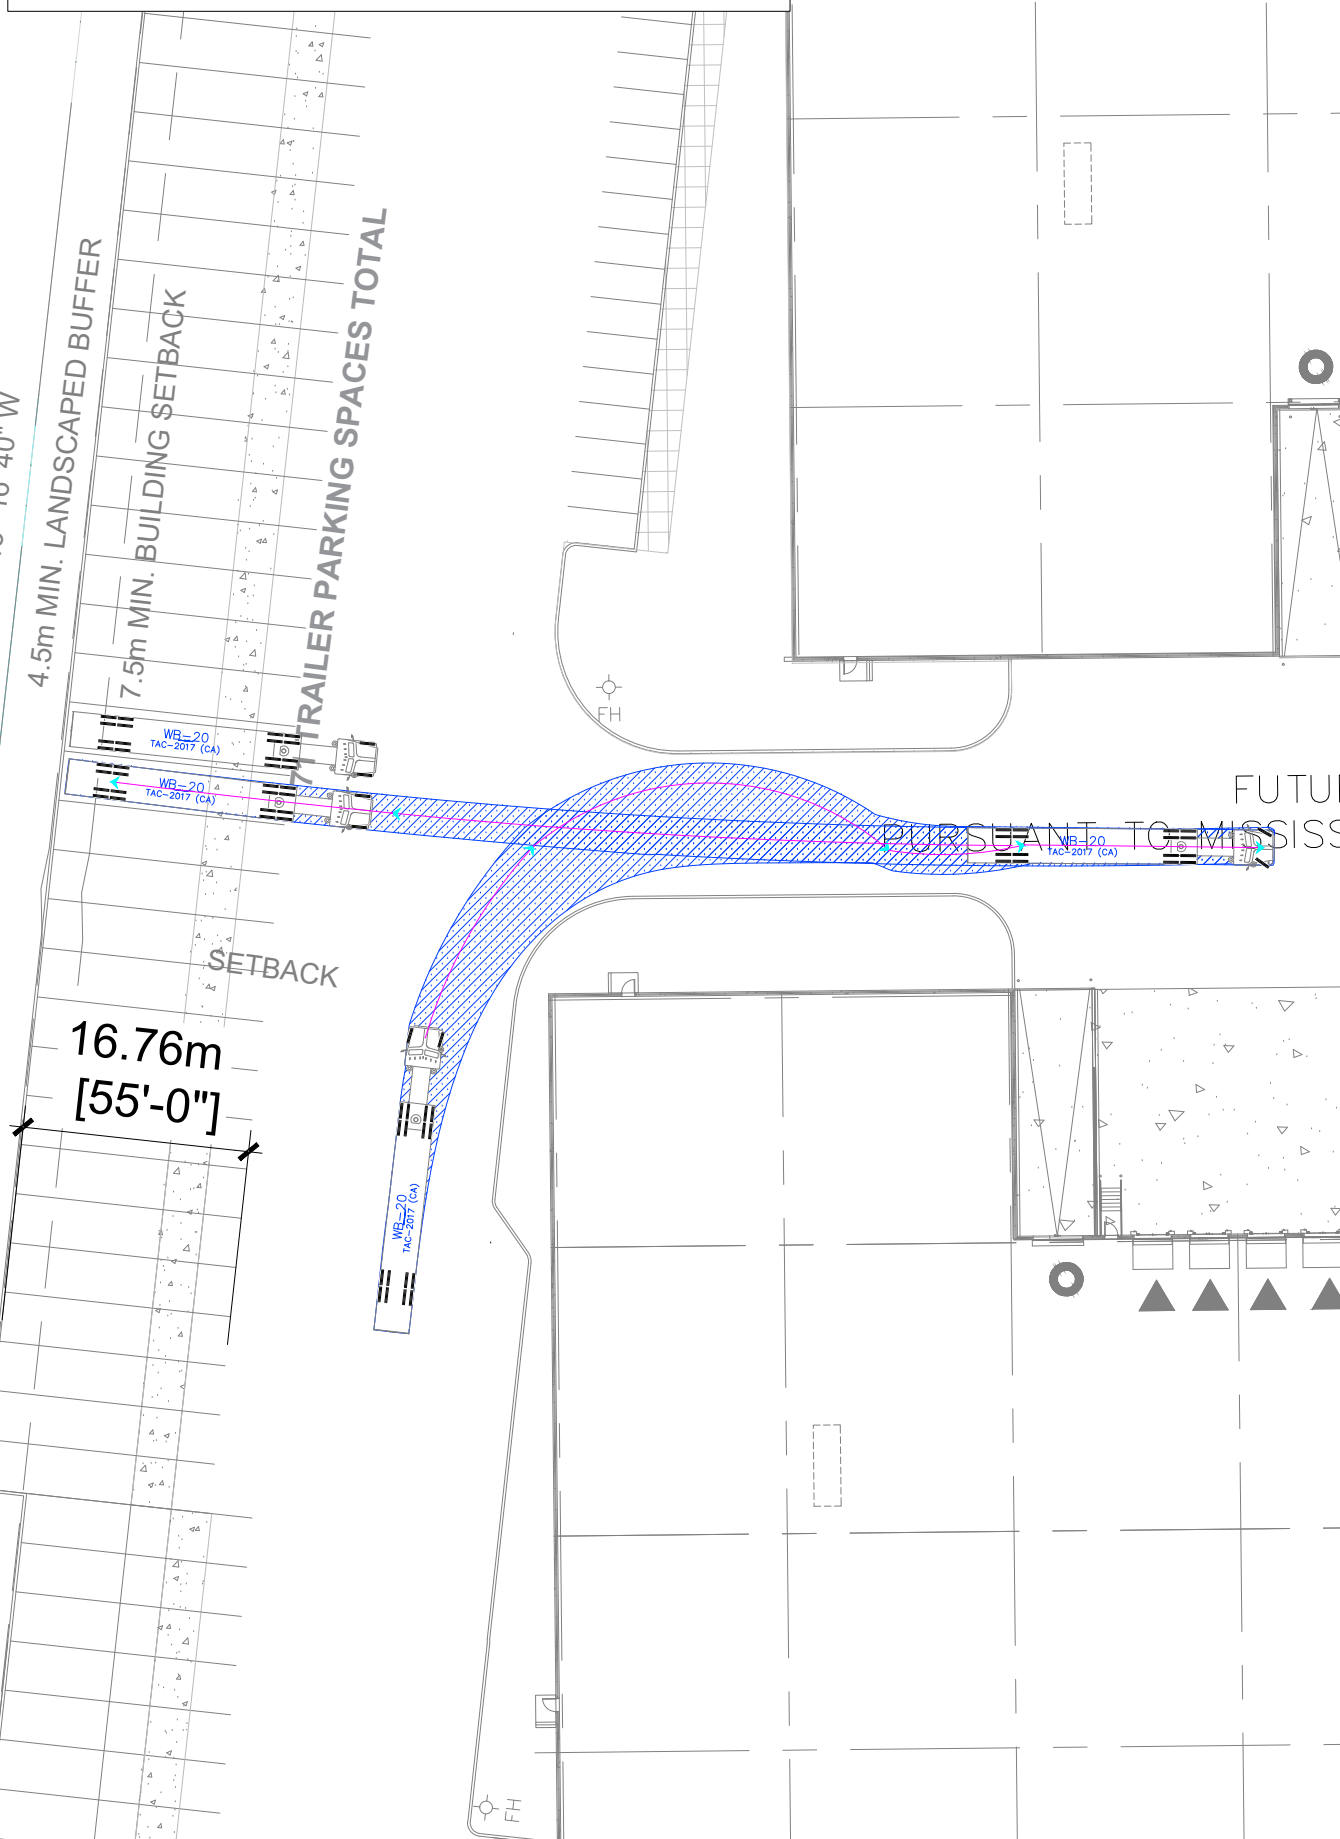 4.5m MIN. LANDSCAPED BUFFER
7.5m MIN. BUILDING SETBACK
TRAILER PARKING SPACES TOTAL
FH
WB-20
TAC-2017 (CA)
WB-20
TAC-2017 (CA)
FUTU
PURSUANT TO MISSISS
WB-20
TAC-2017 (CA)
SETBACK
16.76m
[55'-0"]
WB-20
TAC-2017 (CA)
FH